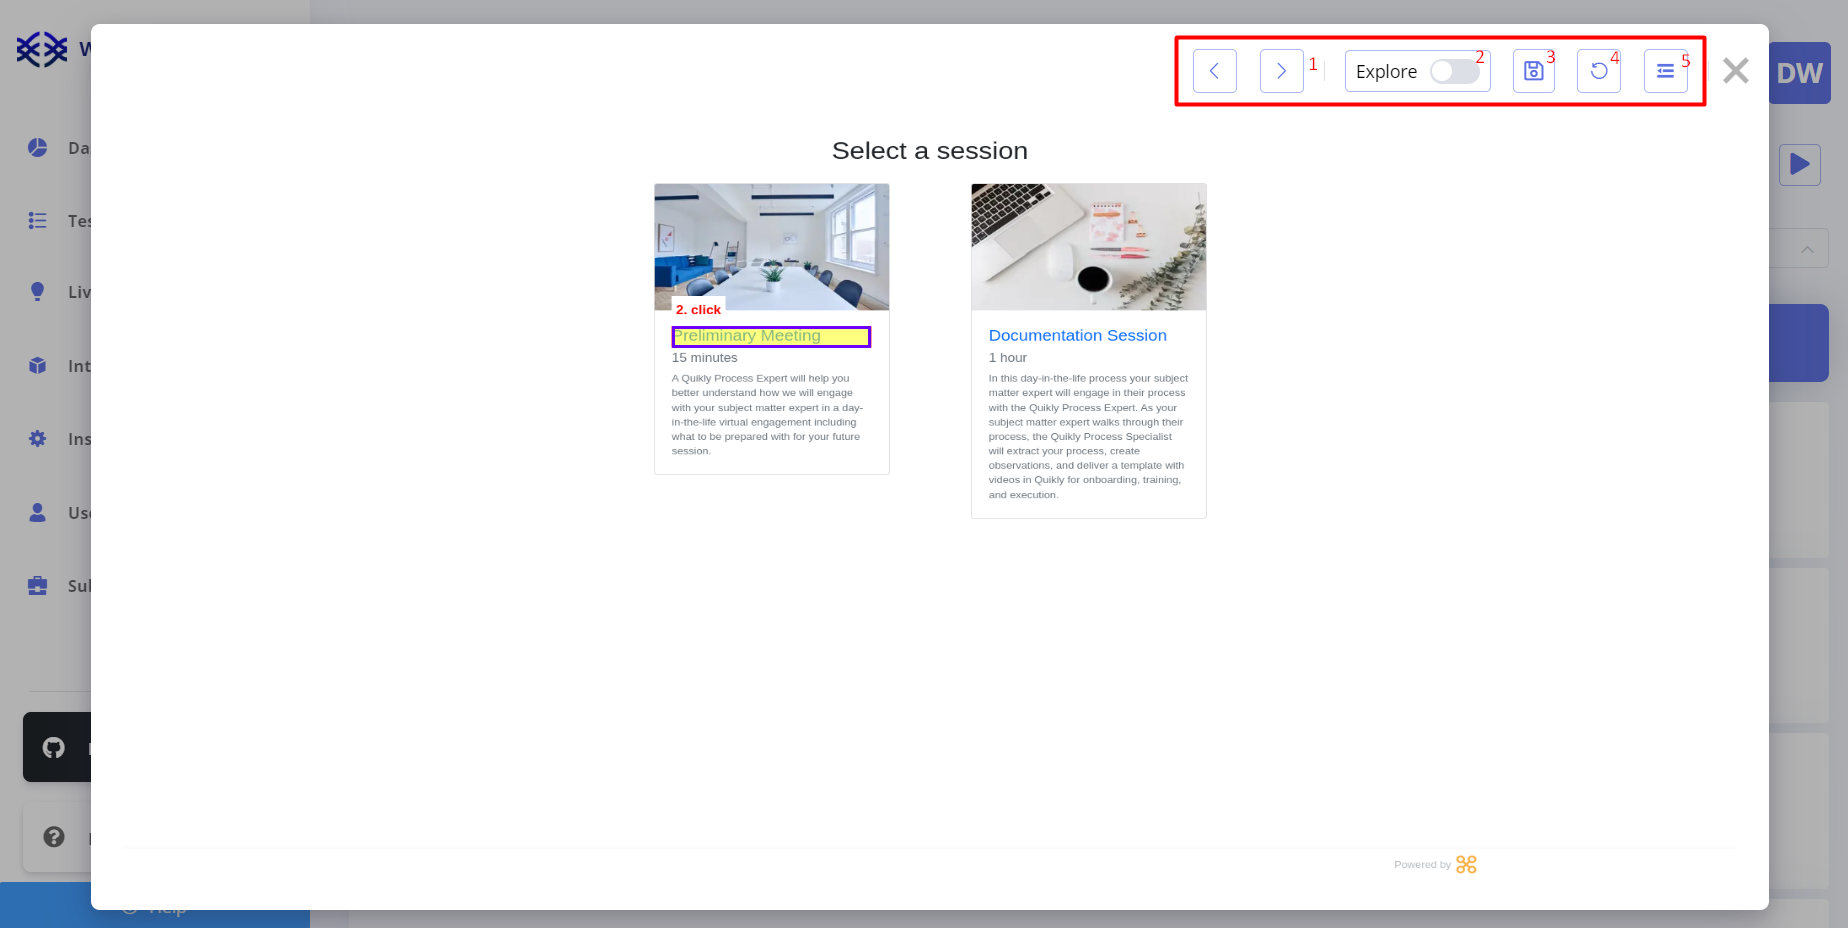 W
DW
1
Explore
2
3
4
5
Select a session
Da
Tes
Liv
Int
Ins
Use
Sul
2. click
Preliminary Meeting
15 minutes
A Quikly Process Expert will help you
better understand how we will engage
with your subject matter expert in a day-
in-the-life virtual engagement including
what to be prepared with for your future
session.
Documentation Session
1 hour
In this day-in-the-life process your subject
matter expert will engage in their process
with the Quikly Process Expert. As your
subject matter expert walks through their
process, the Quikly Process Specialist
will extract your process, create
observations, and deliver a template with
videos in Quikly for onboarding, training,
and execution.
Powered by
Help